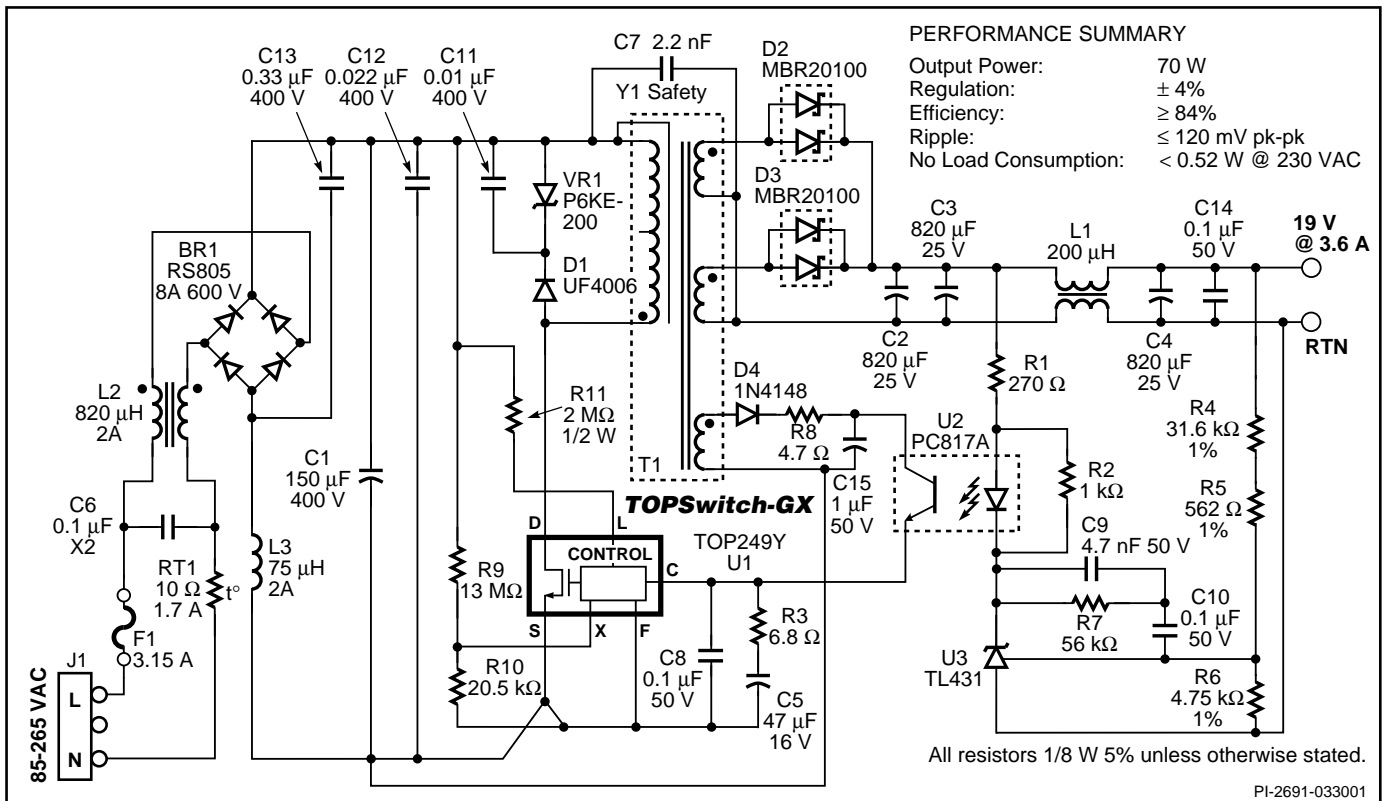 PERFORMANCE SUMMARY
Output Power: 70 W
Regulation: ± 4%
Efficiency: ≥ 84%
Ripple: ≤ 120 mV pk-pk
No Load Consumption: < 0.52 W @ 230 VAC
C13
0.33 µF
400 V
C12
0.022 µF
400 V
C11
0.01 µF
400 V
C7 2.2 nF
Y1 Safety
D2
MBR20100
D3
MBR20100
VR1
P6KE-
200
D1
UF4006
BR1
RS805
8A 600 V
C3
820 µF
25 V
L1
200 µH
C14
0.1 µF
50 V
19 V
@ 3.6 A
RTN
C2
820 µF
25 V
C4
820 µF
25 V
R1
270 Ω
L2
820 µH
2A
R11
2 MΩ
1/2 W
D4
1N4148
R8
4.7 Ω
C15
1 µF
50 V
U2
PC817A
R2
1 kΩ
R4
31.6 kΩ
1%
R5
562 Ω
1%
T1
TOPSwitch-GX
C1
150 µF
400 V
C6
0.1 µF
X2
RT1
10 Ω
1.7 A
t°
L3
75 µH
2A
F1
3.15 A
J1
L
N
85-265 VAC
R9
13 MΩ
R10
20.5 kΩ
D
L
CONTROL
C
S
X
F
TOP249Y
U1
R3
6.8 Ω
C8
0.1 µF
50 V
C5
47 µF
16 V
C9
4.7 nF 50 V
R7
56 kΩ
C10
0.1 µF
50 V
U3
TL431
R6
4.75 kΩ
1%
All resistors 1/8 W 5% unless otherwise stated.
PI-2691-033001